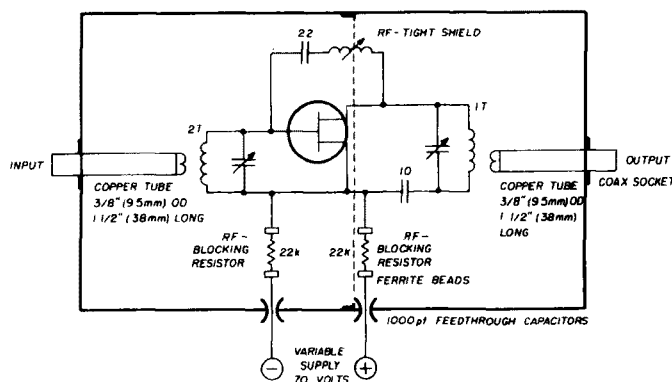 22
RF-TIGHT SHIELD
2T
1T
INPUT
OUTPUT
COAX SOCKET
10
COPPER TUBE
3/8" (9.5mm) OD
1 1/2" (38mm) LONG
COPPER TUBE
3/8" (9.5mm) OD
1 1/2" (38mm)
LONG
RF-
BLOCKING
RESISTOR
22k
22k
RF-
BLOCKING
RESISTOR
FERRITE BEADS
1000pf FEEDTHROUGH CAPACITORS
VARIABLE
SUPPLY
70 VOLTS
−
+